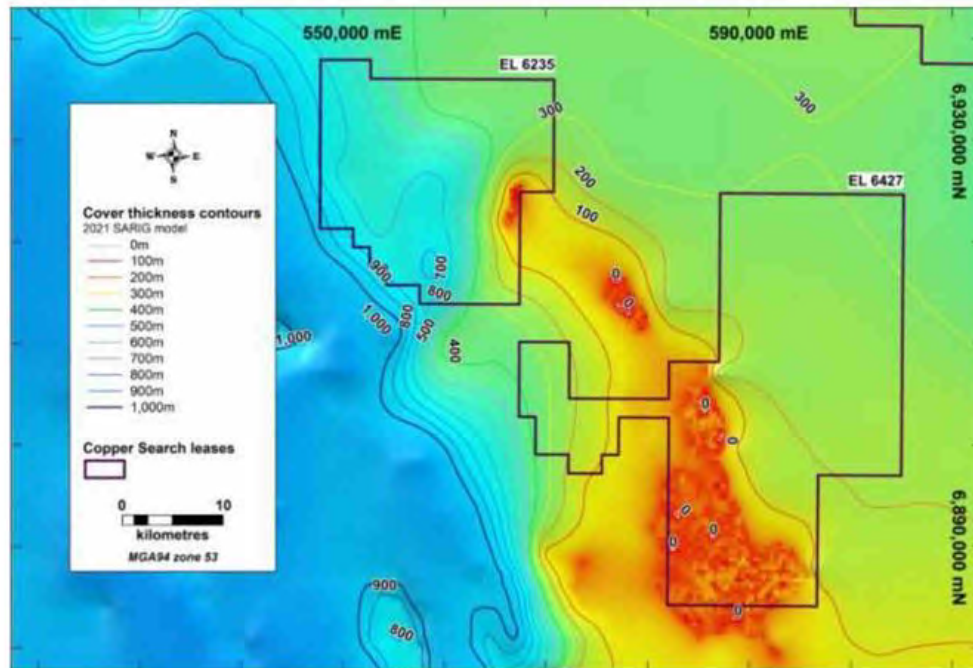 550,000 mE
590,000 mE
EL 6235
300
300
6,930,000 mN
N
W E
S
200
EL 6427
100
Cover thickness contours
2021 SARIG model
0m
100m
200m
300m
400m
500m
600m
700m
800m
900m
1,000m
900
700
800
0
0
1,000
800
500
1,000
400
Copper Search leases
0 10
kilometres
MGA94 zone 53
0
0
0
0
0
0
6,890,000 mN
900
800
0